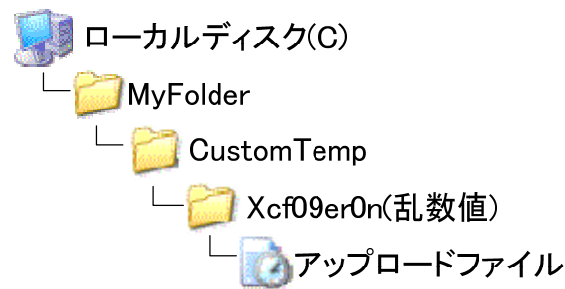 ローカルディスク(C)
MyFolder
CustomTemp
Xcf09er0n(乱数値)
アップロードファイル